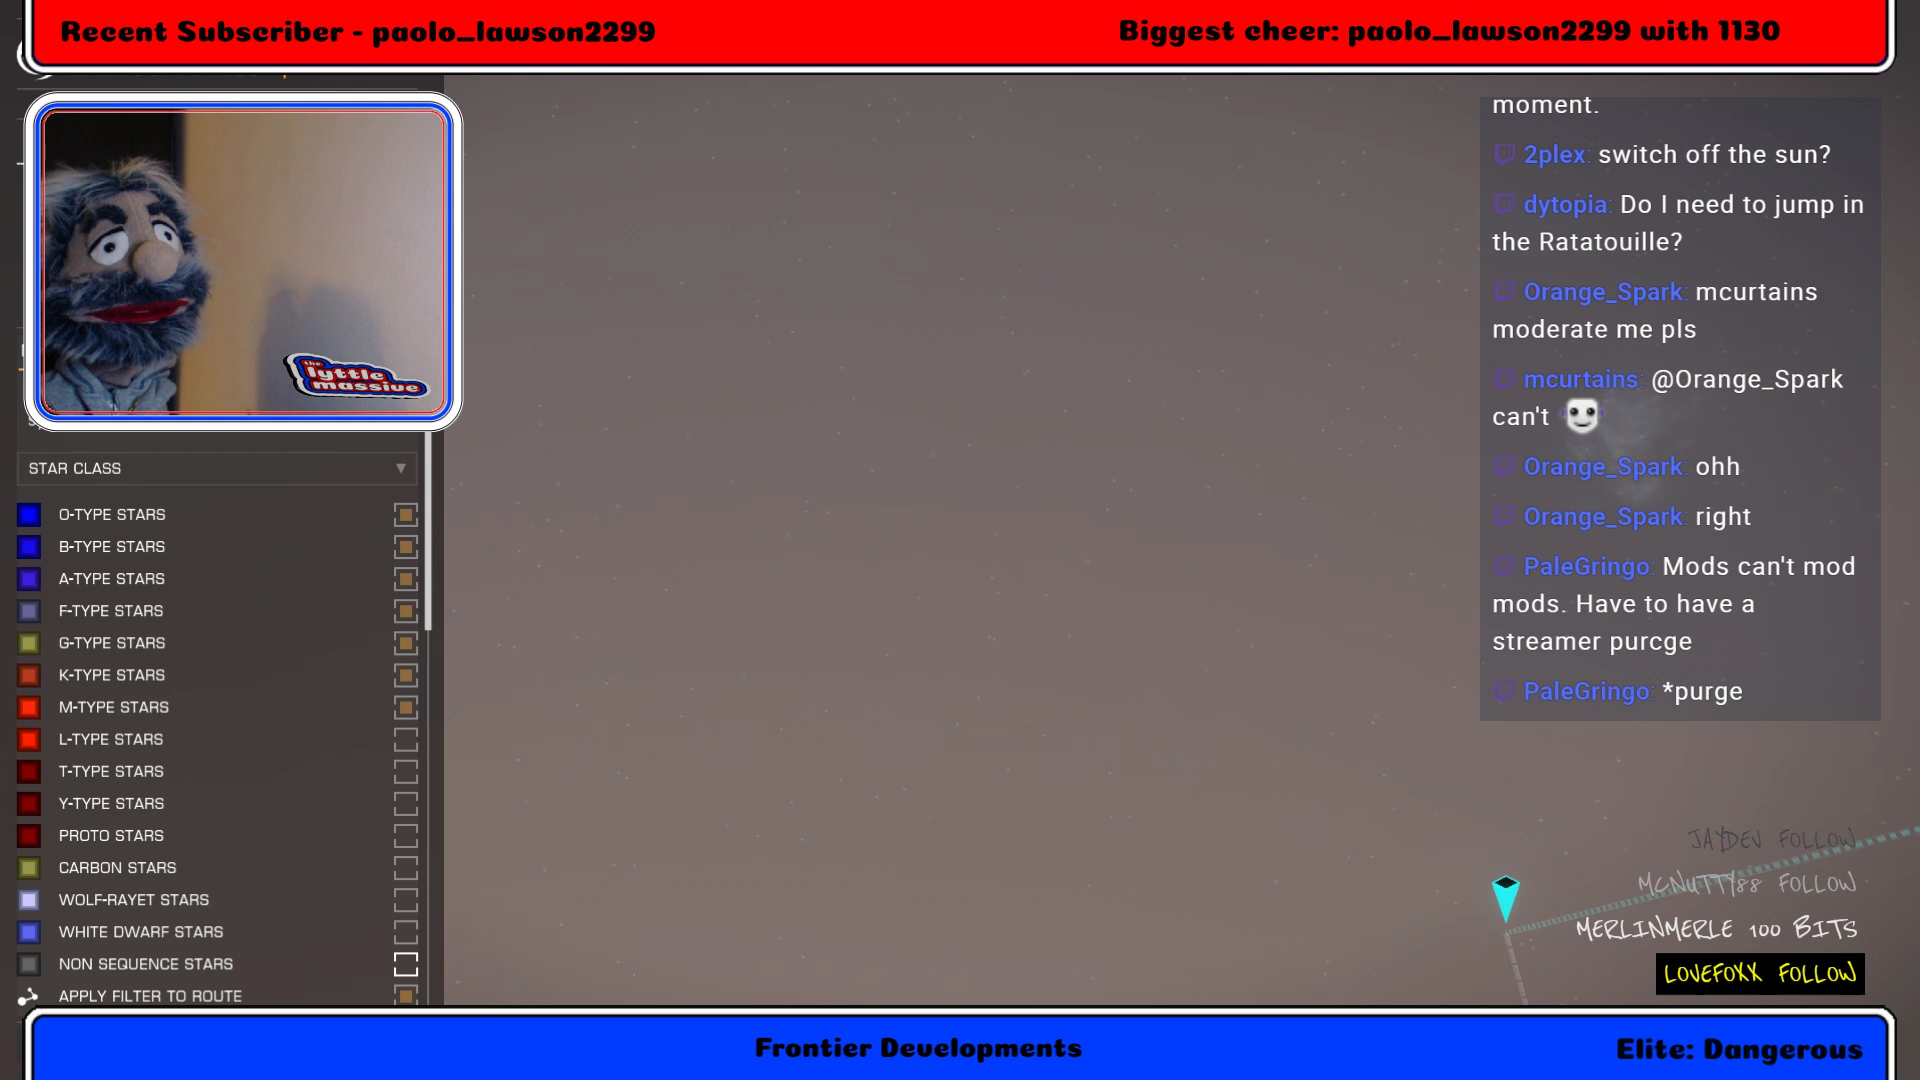 Recent Subscriber - paolo_lawson2299
Biggest cheer: paolo_lawson2299 with 1130
the
lyttle
massive
STAR CLASS
O-TYPE STARS
B-TYPE STARS
A-TYPE STARS
F-TYPE STARS
G-TYPE STARS
K-TYPE STARS
M-TYPE STARS
L-TYPE STARS
T-TYPE STARS
Y-TYPE STARS
PROTO STARS
CARBON STARS
WOLF-RAYET STARS
WHITE DWARF STARS
NON SEQUENCE STARS
APPLY FILTER TO ROUTE
moment.
2plex: switch off the sun?
dytopia: Do I need to jump in
the Ratatouille?
Orange_Spark: mcurtains
moderate me pls
mcurtains: @Orange_Spark
can't
Orange_Spark: ohh
Orange_Spark: right
PaleGringo: Mods can't mod
mods. Have to have a
streamer purcge
PaleGringo: *purge
JAYDEV FOLLOW
MCNUTTY88 FOLLOW
MERLINMERLE 100 BITS
LOVEFOXX FOLLOW
Frontier Developments
Elite: Dangerous